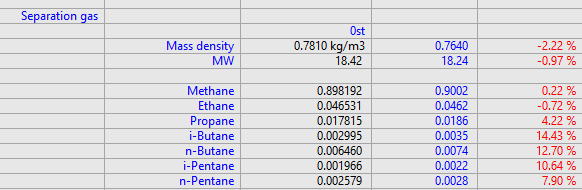 Separation gas
0st
Mass density 0.7810 kg/m3 0.7640 -2.22 %
MW 18.42 18.24 -0.97 %
Methane 0.898192 0.9002 0.22 %
Ethane 0.046531 0.0462 -0.72 %
Propane 0.017815 0.0186 4.22 %
i-Butane 0.002995 0.0035 14.43 %
n-Butane 0.006460 0.0074 12.70 %
i-Pentane 0.001966 0.0022 10.64 %
n-Pentane 0.002579 0.0028 7.90 %